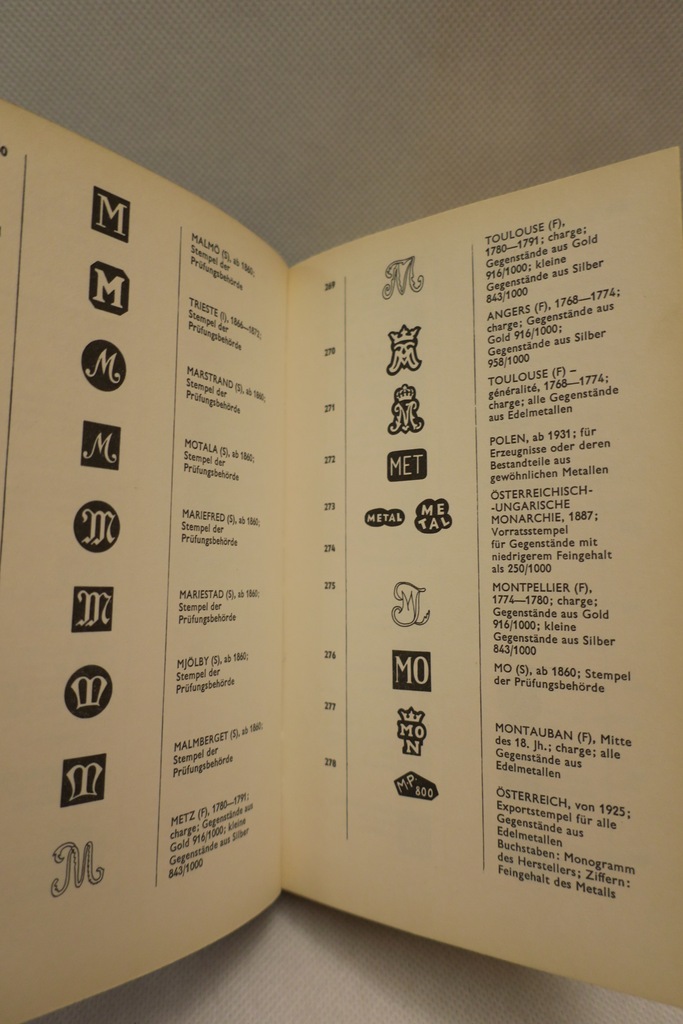 0
M
MALMÖ (S), ab 1860;
Stempel der
Prüfungsbehörde
M
TRIESTE (I), 1866—1872;
Stempel der
Prüfungsbehörde
M
MARSTRAND (S), ab 1860;
Stempel der
Prüfungsbehörde
M
MOTALA (S), ab 1860;
Stempel der
Prüfungsbehörde
M
MARIEFRED (S), ab 1860;
Stempel der
Prüfungsbehörde
M
MARIESTAD (S), ab 1860;
Stempel der
Prüfungsbehörde
M
MJÖLBY (S), ab 1860;
Stempel der
Prüfungsbehörde
M
MALMBERGET (S), ab 1860;
Stempel der
Prüfungsbehörde
M
METZ (F), 1780—1791;
charge; Gegenstände aus
Gold 916/1000; kleine
Gegenstände aus Silber
843/1000
269
M
TOULOUSE (F),
1780—1791; charge;
Gegenstände aus Gold
916/1000; kleine
Gegenstände aus Silber
843/1000
270
M
ANGERS (F), 1768—1774;
charge; Gegenstände aus
Gold 916/1000;
Gegenstände aus Silber
958/1000
271
M
TOULOUSE (F) –
généralité, 1768—1774;
charge; alle Gegenstände
aus Edelmetallen
272
MET
POLEN, ab 1931; für
Erzeugnisse oder deren
Bestandteile aus
gewöhnlichen Metallen
273
METAL
ME
TAL
274
ÖSTERREICHISCH-
-UNGARISCHE
MONARCHIE, 1887;
Vorratsstempel
für Gegenstände mit
niedrigerem Feingehalt
als 250/1000
275
M
MONTPELLIER (F),
1774—1780; charge;
Gegenstände aus Gold
916/1000; kleine
Gegenstände aus Silber
843/1000
276
MO
MO (S), ab 1860; Stempel
der Prüfungsbehörde
277
MO
N
MONTAUBAN (F), Mitte
des 18. Jh.; charge; alle
Gegenstände aus
Edelmetallen
278
M·P·
800
ÖSTERREICH, von 1925;
Exportstempel für alle
Gegenstände aus
Edelmetallen
Buchstaben: Monogramm
des Herstellers; Ziffern:
Feingehalt des Metalls